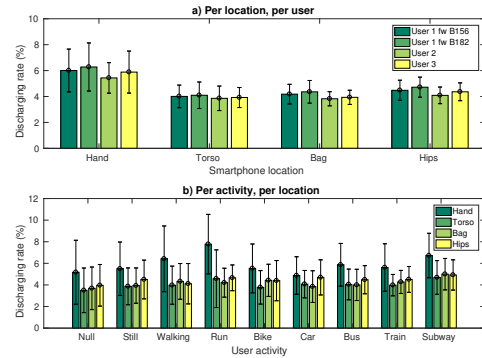 a) Per location, per user
10
8
6
4
2
0
Discharging rate (%)
User 1 fw B156
User 1 fw B182
User 2
User 3
Hand Torso Bag Hips
Smartphone location
b) Per activity, per location
12
10
8
6
4
2
0
Discharging rate (%)
Hand
Torso
Bag
Hips
Null Still Walking Run Bike Car Bus Train Subway
User activity